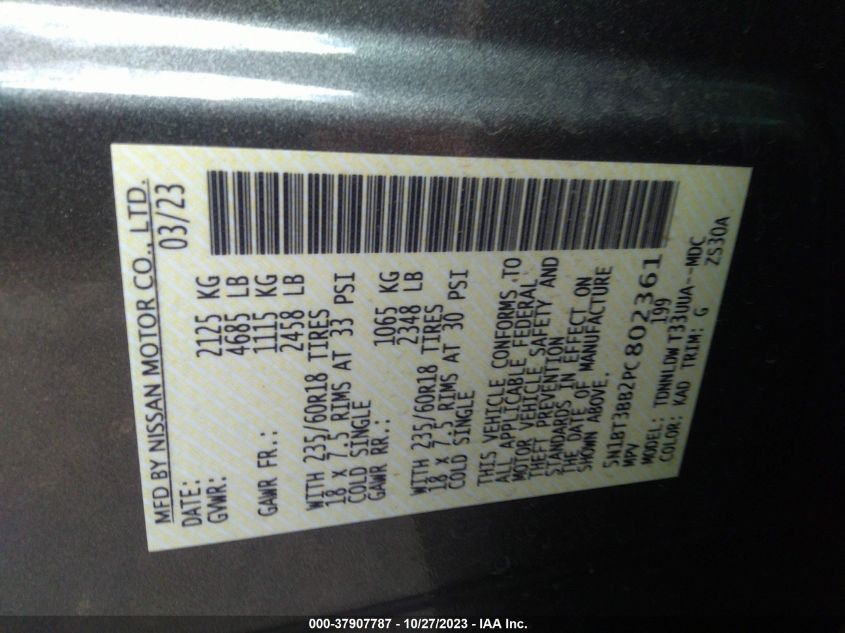 MFD BY NISSAN MOTOR CO., LTD.
DATE: 03/23
GVWR: 2125 KG
4685 LB
GAWR FR.: 1115 KG
2458 LB
WITH 235/60R18 TIRES
18 x 7.5 RIMS AT 33 PSI
COLD SINGLE
GAWR RR.: 1065 KG
2348 LB
WITH 235/60R18 TIRES
18 x 7.5 RIMS AT 30 PSI
COLD SINGLE
THIS VEHICLE CONFORMS TO
ALL APPLICABLE FEDERAL
MOTOR VEHICLE SAFETY AND
THEFT PREVENTION
STANDARDS IN EFFECT ON
THE DATE OF MANUFACTURE
SHOWN ABOVE.
5N1BT3BB2PC802361
MPV 199
MODEL: TDNNLDWT33UUA--MDC
COLOR: KAD TRIM: G ZS30A
000-37907787 - 10/27/2023 - IAA Inc.